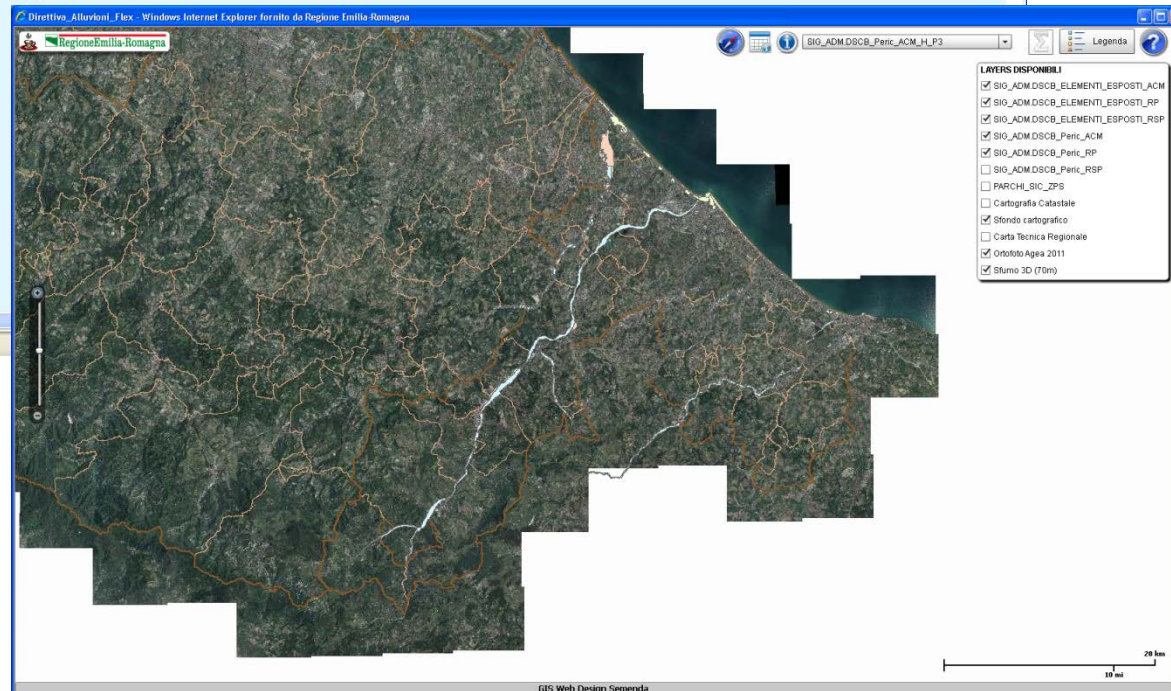 Direttiva_Alluvioni_Flex - Windows Internet Explorer fornito da Regione Emilia-Romagna
RegioneEmilia-Romagna
SIG_ADM.DSCB_Peric_ACM_H_P3
Legenda
LAYERS DISPONIBILI
SIG_ADM.DSCB_ELEMENTI_ESPOSTI_ACM
SIG_ADM.DSCB_ELEMENTI_ESPOSTI_RP
SIG_ADM.DSCB_ELEMENTI_ESPOSTI_RSP
SIG_ADM.DSCB_Peric_ACM
SIG_ADM.DSCB_Peric_RP
SIG_ADM.DSCB_Peric_RSP
PARCHI_SIC_ZPS
Cartografia Catastale
Sfondo cartografico
Carta Tecnica Regionale
Ortofoto Agea 2011
Sfumo 3D (70m)
20 km
10 mi
GIS Web Design Semenda